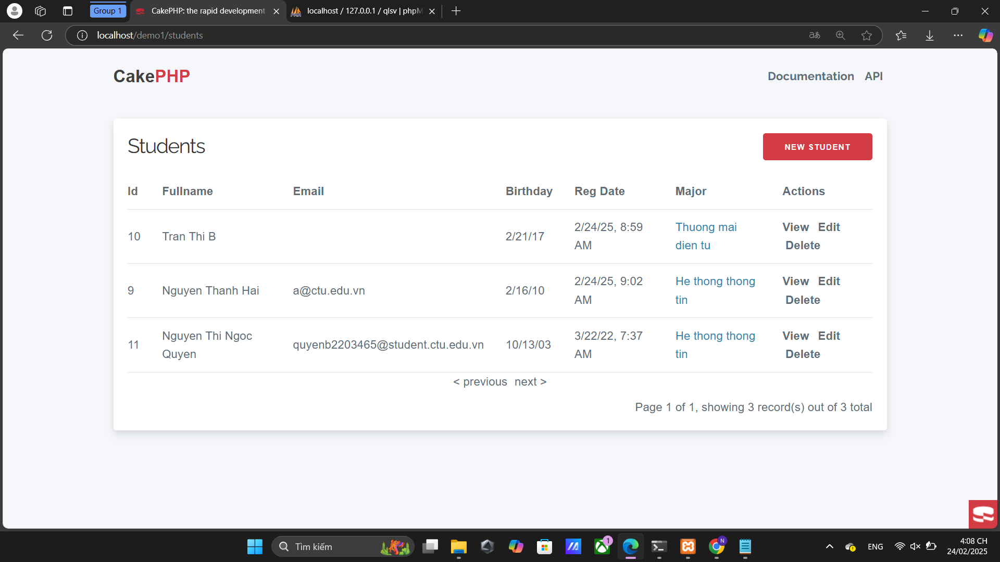 Group 1
CakePHP: the rapid development
localhost / 127.0.0.1 / qlsv | phpM
localhost/demo1/students
CakePHP
Documentation API
Students
NEW STUDENT
Id Fullname Email Birthday Reg Date Major Actions
10 Tran Thi B 2/21/17 2/24/25, 8:59 AM Thuong mai dien tu View Edit Delete
9 Nguyen Thanh Hai a@ctu.edu.vn 2/16/10 2/24/25, 9:02 AM He thong thong tin View Edit Delete
11 Nguyen Thi Ngoc Quyen quyenb2203465@student.ctu.edu.vn 10/13/03 3/22/22, 7:37 AM He thong thong tin View Edit Delete
< previous next >
Page 1 of 1, showing 3 record(s) out of 3 total
Tìm kiếm
1
N
ENG
4:08 CH
24/02/2025